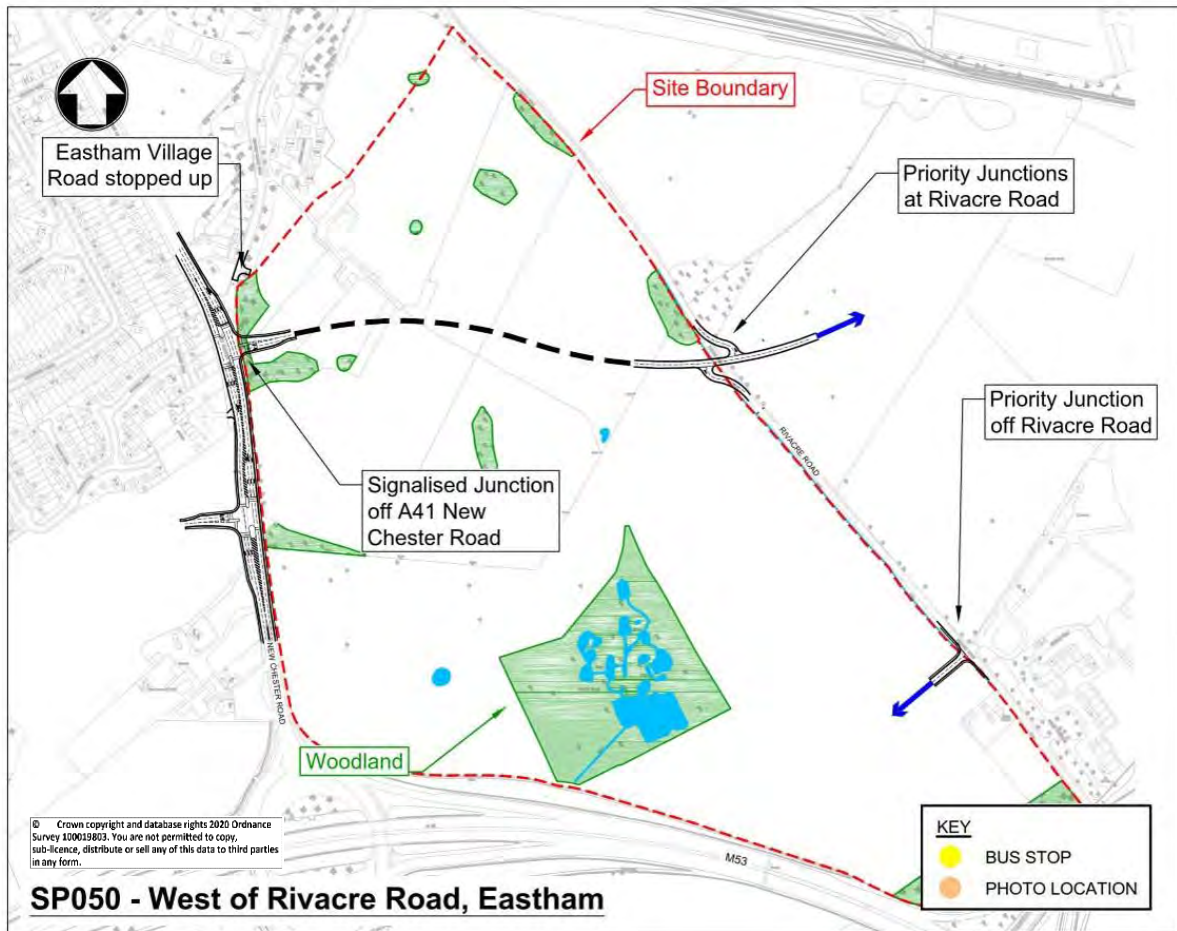 Site Boundary
Eastham Village
Road stopped up
Priority Junctions
at Rivacre Road
Priority Junction
off Rivacre Road
RIVACRE ROAD
Signalised Junction
off A41 New
Chester Road
NEW CHESTER ROAD
Woodland
M53
© Crown copyright and database rights 2020 Ordnance
Survey 100019803. You are not permitted to copy,
sub-licence, distribute or sell any of this data to third parties
in any form.
KEY
BUS STOP
PHOTO LOCATION
SP050 - West of Rivacre Road, Eastham